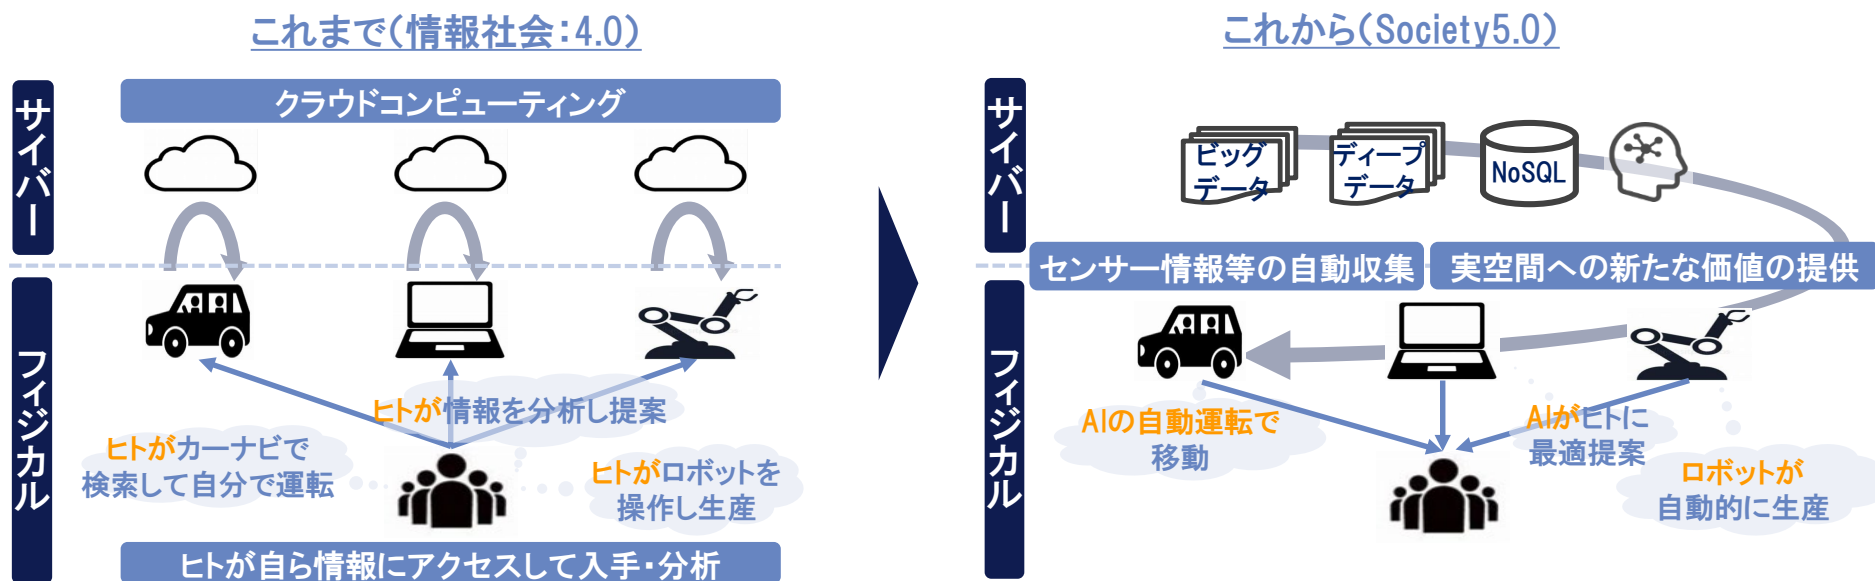 これまで(情報社会:4.0)
サイバー
クラウドコンピューティング
フィジカル
ヒトが情報を分析し提案
ヒトがカーナビで
検索して自分で運転
ヒトがロボットを
操作し生産
ヒトが自ら情報にアクセスして入手・分析
これから(Society5.0)
サイバー
ビッグ
データ
ディープ
データ
NoSQL
センサー情報等の自動収集
実空間への新たな価値の提供
フィジカル
AIの自動運転で
移動
AIがヒトに
最適提案
ロボットが
自動的に生産